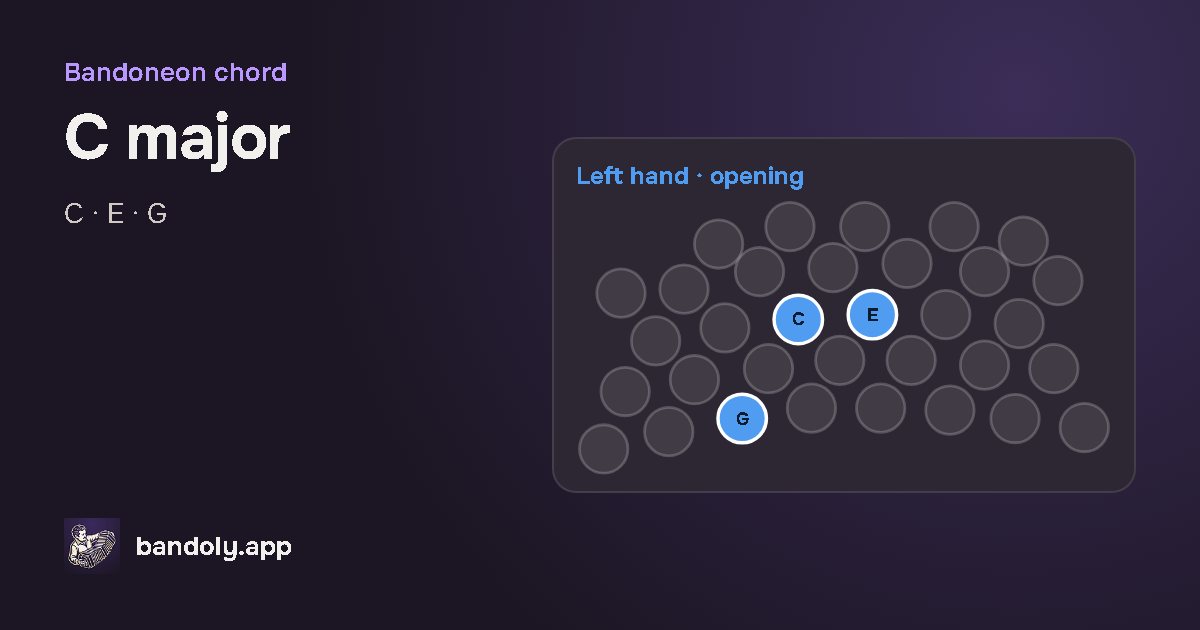 Bandoneon chord
C major
C · E · G
Left hand · opening
C
E
G
bandoly.app